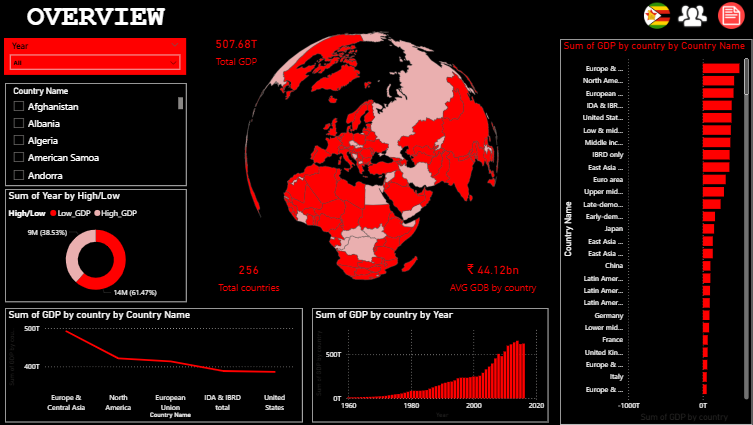 OVERVIEW
Year
All
Country Name
Afghanistan
Albania
Algeria
American Samoa
Andorra
Sum of Year by High/Low
High/Low Low_GDP High_GDP
9M (38.53%)
14M (61.47%)
507.68T
Total GDP
256
Total countries
₹ 44.12bn
AVG GDB by country
Sum of GDP by country by Country Name
500T
400T
Europe &
Central Asia
North
America
European
Union
IDA & IBRD
total
United
States
Country Name
Sum of GDP by country by Year
500T
0T
1960
1980
2000
2020
Year
Sum of GDP by country by Country Name
Country Name
Europe & ...
North Ame...
European ...
IDA & IBR...
United Stat...
Low & mid...
Middle inc...
IBRD only
East Asia ...
Euro area
Upper mid...
Late-demo...
Early-dem...
Japan
East Asia ...
East Asia ...
China
Latin Amer...
Latin Amer...
Latin Amer...
Germany
Lower mid...
France
United Kin...
Europe & ...
Italy
Europe & ...
-1000T
0T
Sum of GDP by country